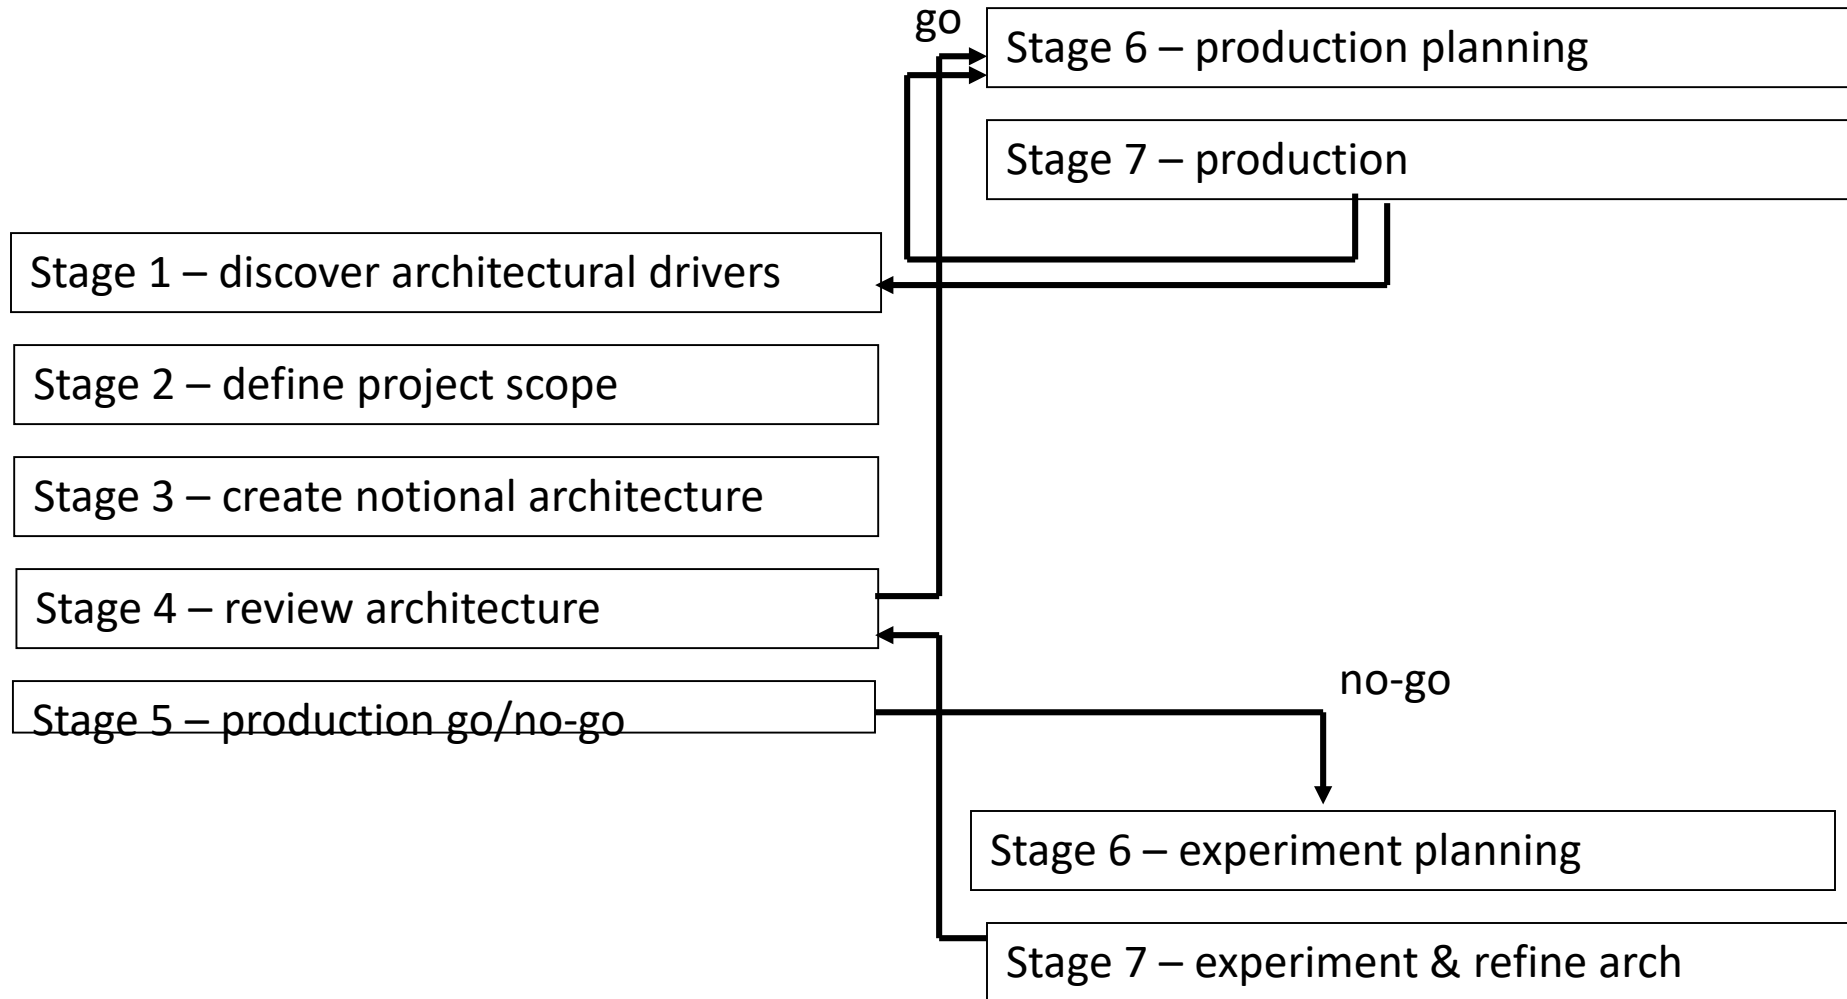 go
Stage 6 – production planning
Stage 7 – production
Stage 1 – discover architectural drivers
Stage 2 – define project scope
Stage 3 – create notional architecture
Stage 4 – review architecture
Stage 5 – production go/no-go
no-go
Stage 6 – experiment planning
Stage 7 – experiment & refine arch